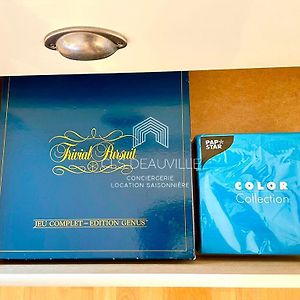 Trivial Pursuit
DEAUVILLE
CONCIERGERIE
LOCATION SAISONNIÈRE
JEU COMPLET – EDITION GENUS
PAP STAR
COLOR
Collection